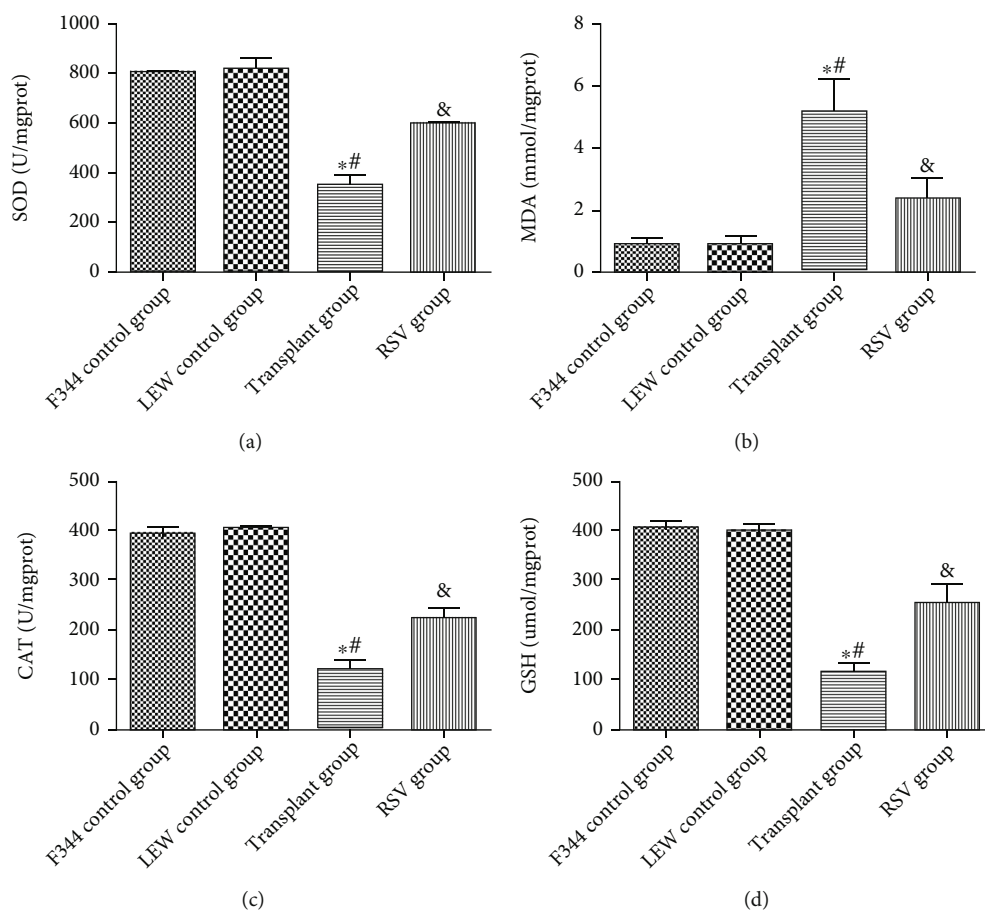 1000
800
600
400
200
0
SOD (U/mgprot)
*#
&
F344 control group
LEW control group
Transplant group
RSV group
(a)
8
6
4
2
0
MDA (mmol/mgprot)
*#
&
F344 control group
LEW control group
Transplant group
RSV group
(b)
500
400
300
200
100
0
CAT (U/mgprot)
*#
&
F344 control group
LEW control group
Transplant group
RSV group
(c)
500
400
300
200
100
0
GSH (umol/mgprot)
*#
&
F344 control group
LEW control group
Transplant group
RSV group
(d)